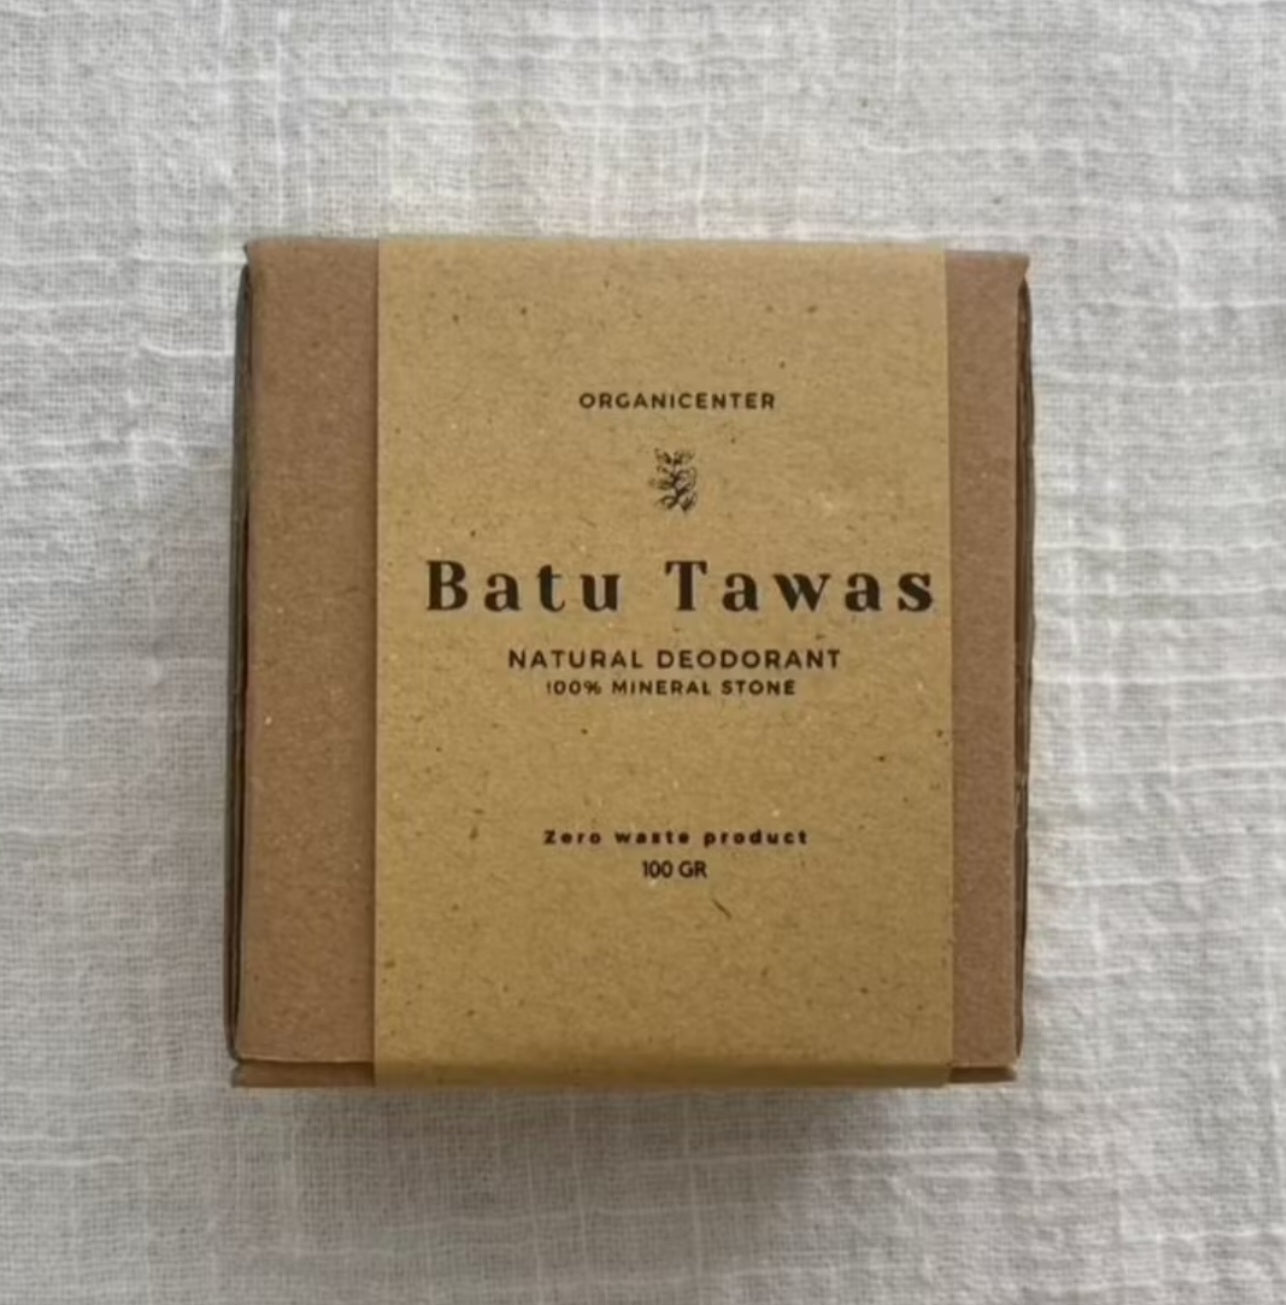 ORGANICENTER
Batu Tawas
NATURAL DEODORANT
100% MINERAL STONE
Zero waste product
100 GR